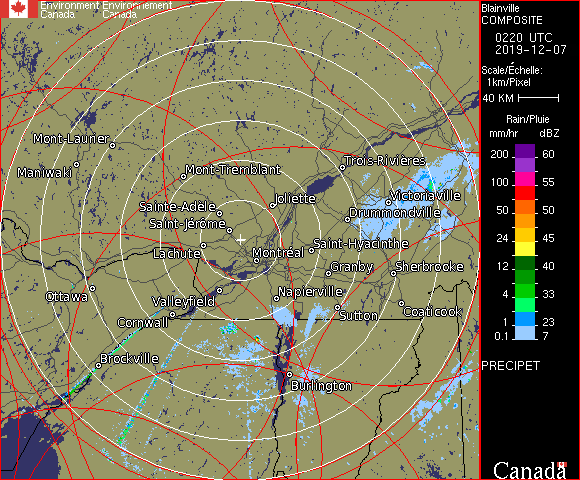 Environment Environnement
Canada Canada
Blainville
COMPOSITE
0220 UTC
2019-12-07
Scale/Échelle:
1km/Pixel
40 KM
Rain/Pluie
mm/hr dBZ
200 60
100 55
50 50
24 45
12 40
4 33
1 23
0.1 7
PRECIPET
Canada
Mont-Laurier
Maniwaki
Mont-Tremblant
Trois-Rivières
Sainte-Adèle
Joliette
Victoriaville
Saint-Jérôme
Drummondville
Lachute
Montréal
Saint-Hyacinthe
Granby
Sherbrooke
Ottawa
Valleyfield
Napierville
Cornwall
Sutton
Coaticook
Brockville
Burlington